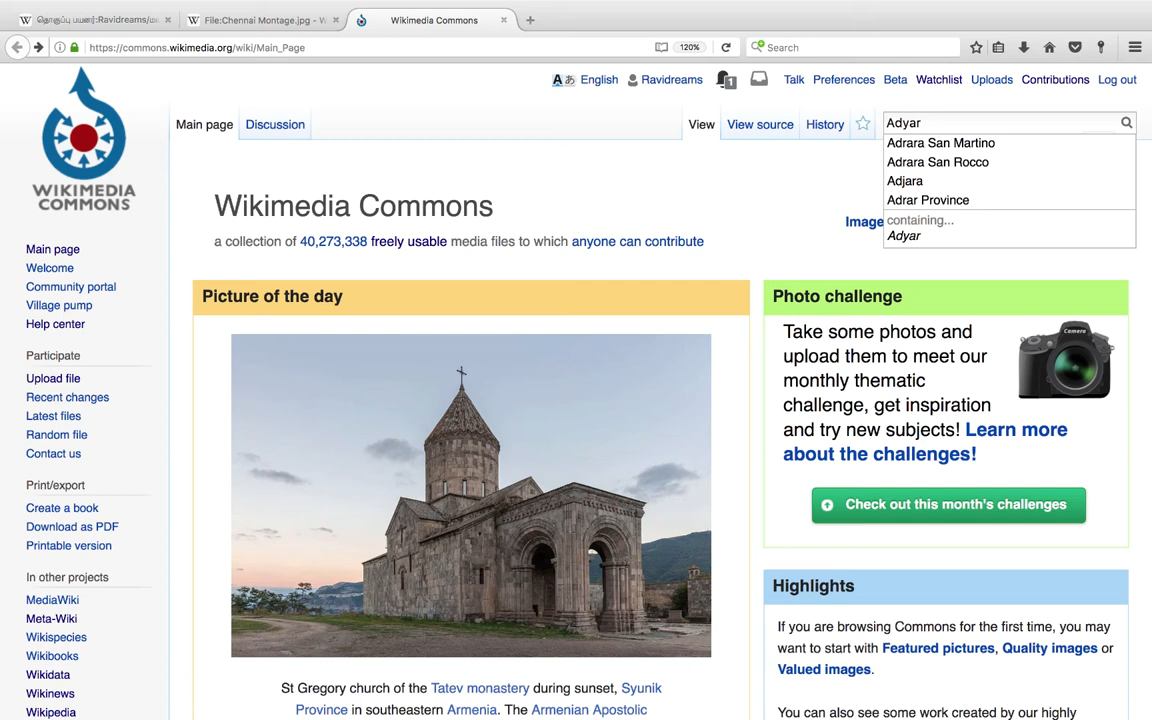 தொகுப்பு பயனர்:Ravidreams/
File:Chennai Montage.jpg - W
Wikimedia Commons
https://commons.wikimedia.org/wiki/Main_Page
120%
Search
English
Ravidreams
1
Talk
Preferences
Beta
Watchlist
Uploads
Contributions
Log out
WIKIMEDIA
COMMONS
Main page
Discussion
View
View source
History
Adyar
Adrara San Martino
Adrara San Rocco
Adjara
Adrar Province
containing...
Adyar
Wikimedia Commons
a collection of 40,273,338 freely usable media files to which anyone can contribute
Image
Main page
Welcome
Community portal
Village pump
Help center
Participate
Upload file
Recent changes
Latest files
Random file
Contact us
Print/export
Create a book
Download as PDF
Printable version
In other projects
MediaWiki
Meta-Wiki
Wikispecies
Wikibooks
Wikidata
Wikinews
Wikipedia
Picture of the day
St Gregory church of the Tatev monastery during sunset, Syunik
Province in southeastern Armenia. The Armenian Apostolic
Photo challenge
Take some photos and
upload them to meet our
monthly thematic
challenge, get inspiration
and try new subjects! Learn more
about the challenges!
Camera
Check out this month's challenges
Highlights
If you are browsing Commons for the first time, you may
want to start with Featured pictures, Quality images or
Valued images.
You can also see some work created by our highly